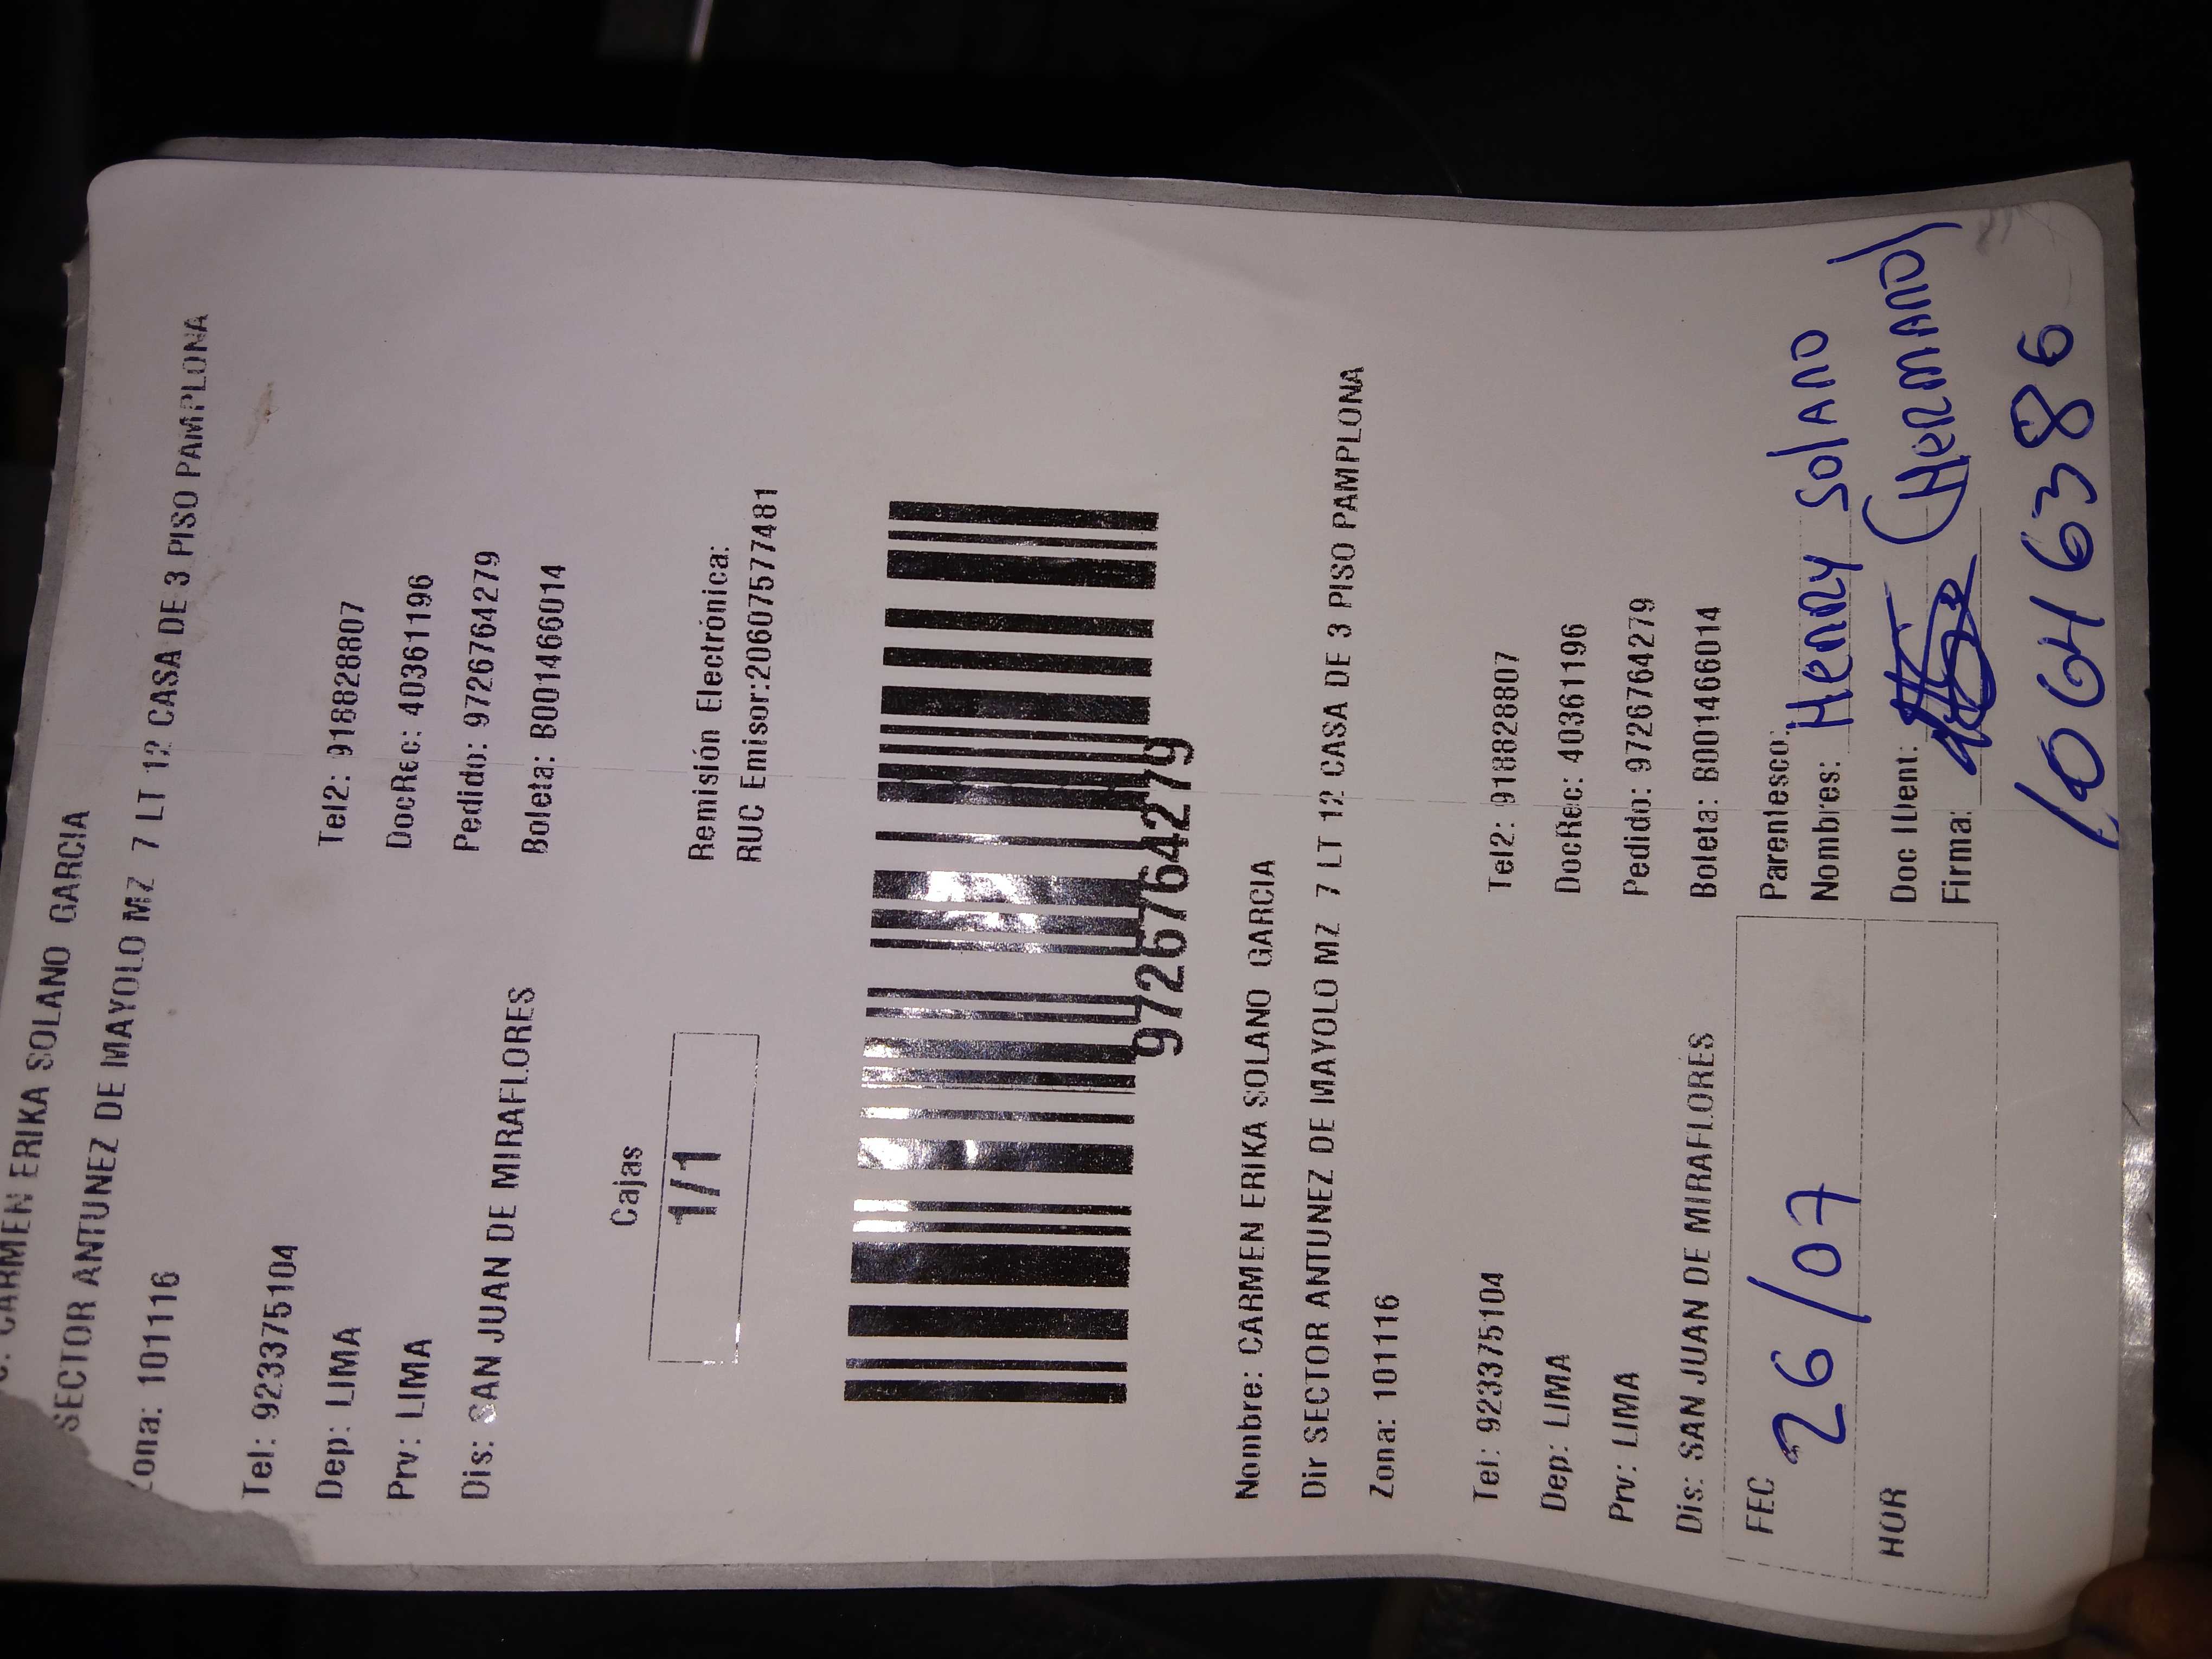 : CARMEN ERIKA SOLANO GARCIA
SECTOR ANTUNEZ DE MAYOLO MZ 7 LT 12 CASA DE 3 PISO PAMPLONA
Zona: 101116
Tel: 923375104 Tel2: 918828807
Dep: LIMA DocRec: 40361196
Prv: LIMA Pedido: 972676764279
Dis: SAN JUAN DE MIRAFLORES Boleta: B001466014
Cajas
1/1
Remisión Electrónica:
RUC Emisor:20607577481
972676764279
Nombre: CARMEN ERIKA SOLANO GARCIA
Dir SECTOR ANTUNEZ DE MAYOLO MZ 7 LT 12 CASA DE 3 PISO PAMPLONA
Zona: 101116
Tel: 923375104 Tel2: 918828807
Dep: LIMA DocRec: 40361196
Prv: LIMA Pedido: 972676764279
Dis: SAN JUAN DE MIRAFLORES Boleta: B001466014
FEC 26/07
HOR
Parentesco:
Nombres: Henry Solano
Doc IDent: (Hermano)
Firma: